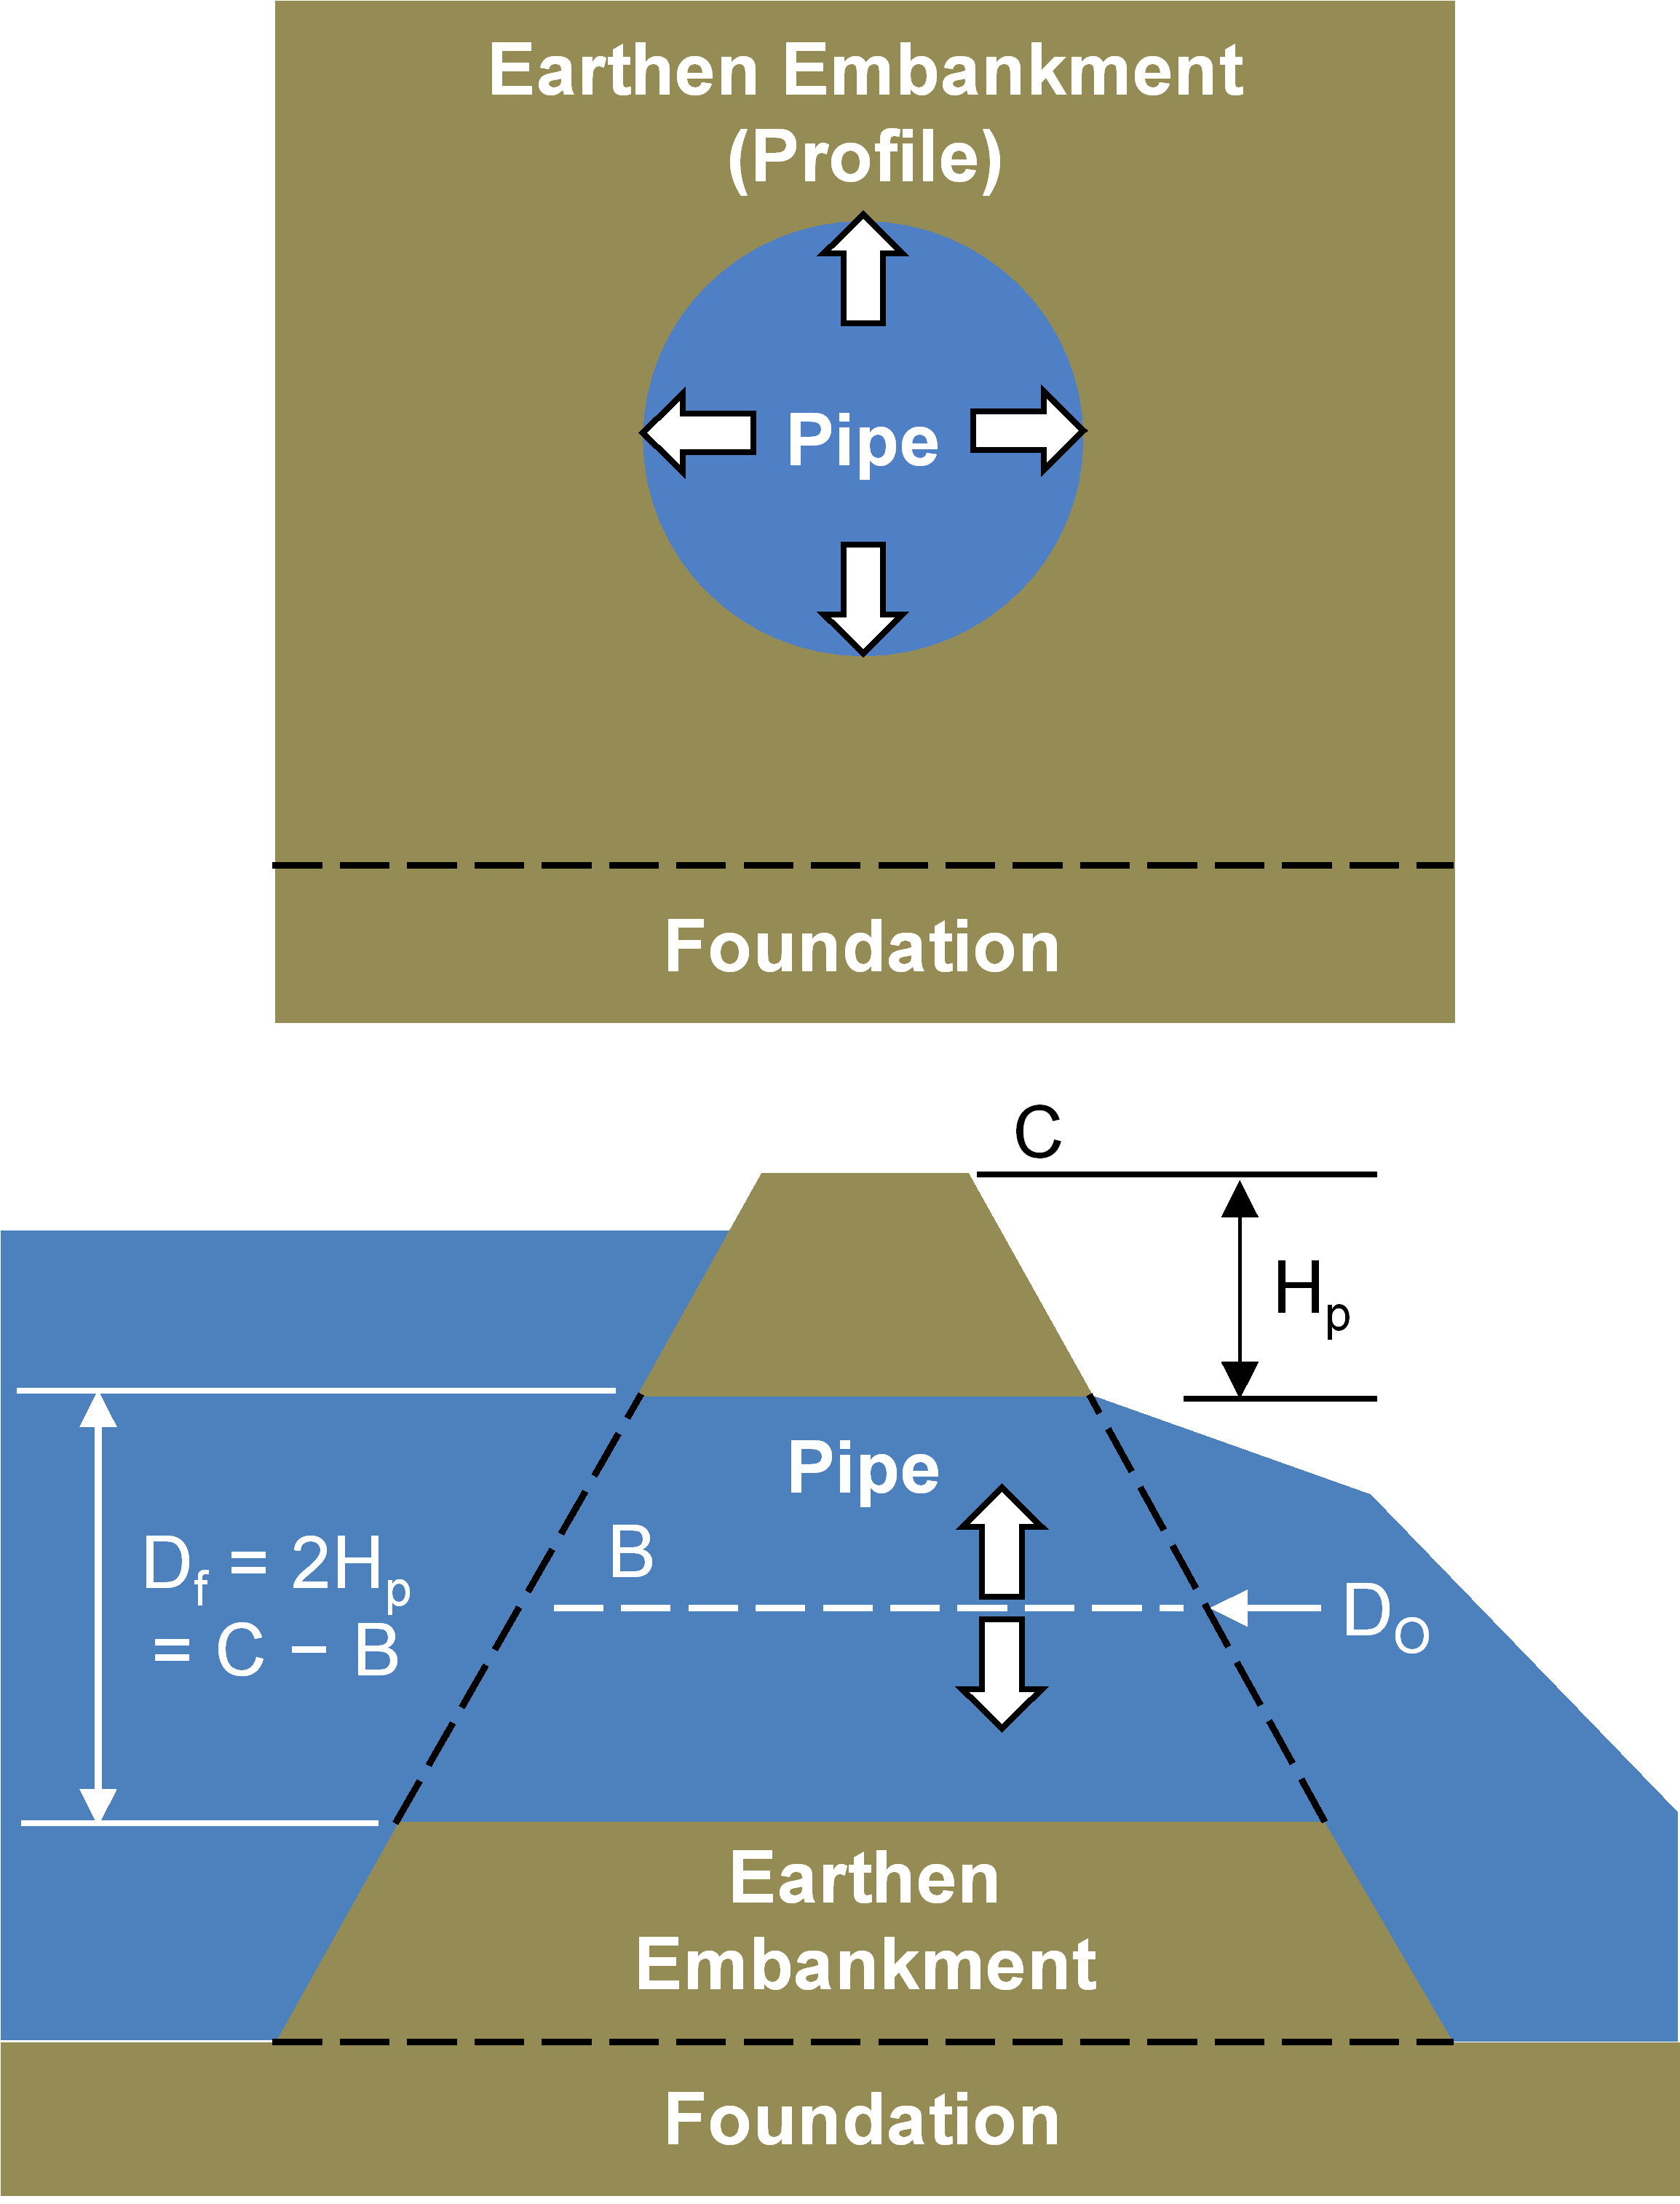 Earthen Embankment
(Profile)
Pipe
Foundation
C
Hp
Pipe
B
Df = 2Hp
= C − B
DO
Earthen
Embankment
Foundation